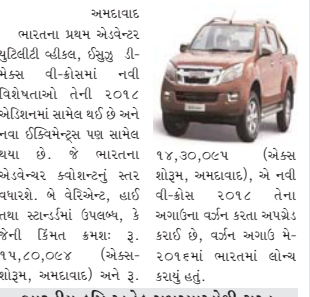 અમદાવાદ
ભારતના પ્રથમ એડવેન્ચર
યુટિલીટી વ્હીકલ, ઈસુઝુ ડી-
મેક્સ વી-ક્રોસમાં નવી
વિશેષતાઓ તેની ૨૦૧૮
એડિશનમાં સામેલ થઈ છે અને
નવા ઈક્વિમેન્ટ્સ પણ સામેલ
થયા છે. જે ભારતના
એડવેન્ચર ક્વોશન્ટનું સ્તર
વધારશે. બે વેરિએન્ટ, હાઈ
તથા સ્ટાન્ડર્ડમાં ઉપલબ્ધ, કે
જેની કિંમત ક્રમશઃ રૂ.
૧૫,૮૦,૦૮૪ (એક્સ-
શોરૂમ, અમદાવાદ) અને રૂ.
૧૪,૩૦,૦૯૫ (એક્સ
શોરૂમ, અમદાવાદ), એ નવી
વી-ક્રોસ ૨૦૧૮ તેના
અગાઉના વર્ઝન કરતા અપગ્રેડ
કરાઈ છે, વર્ઝન અગાઉ મે-
૨૦૧૬માં ભારતમાં લોન્ચ
કરાયું હતું.